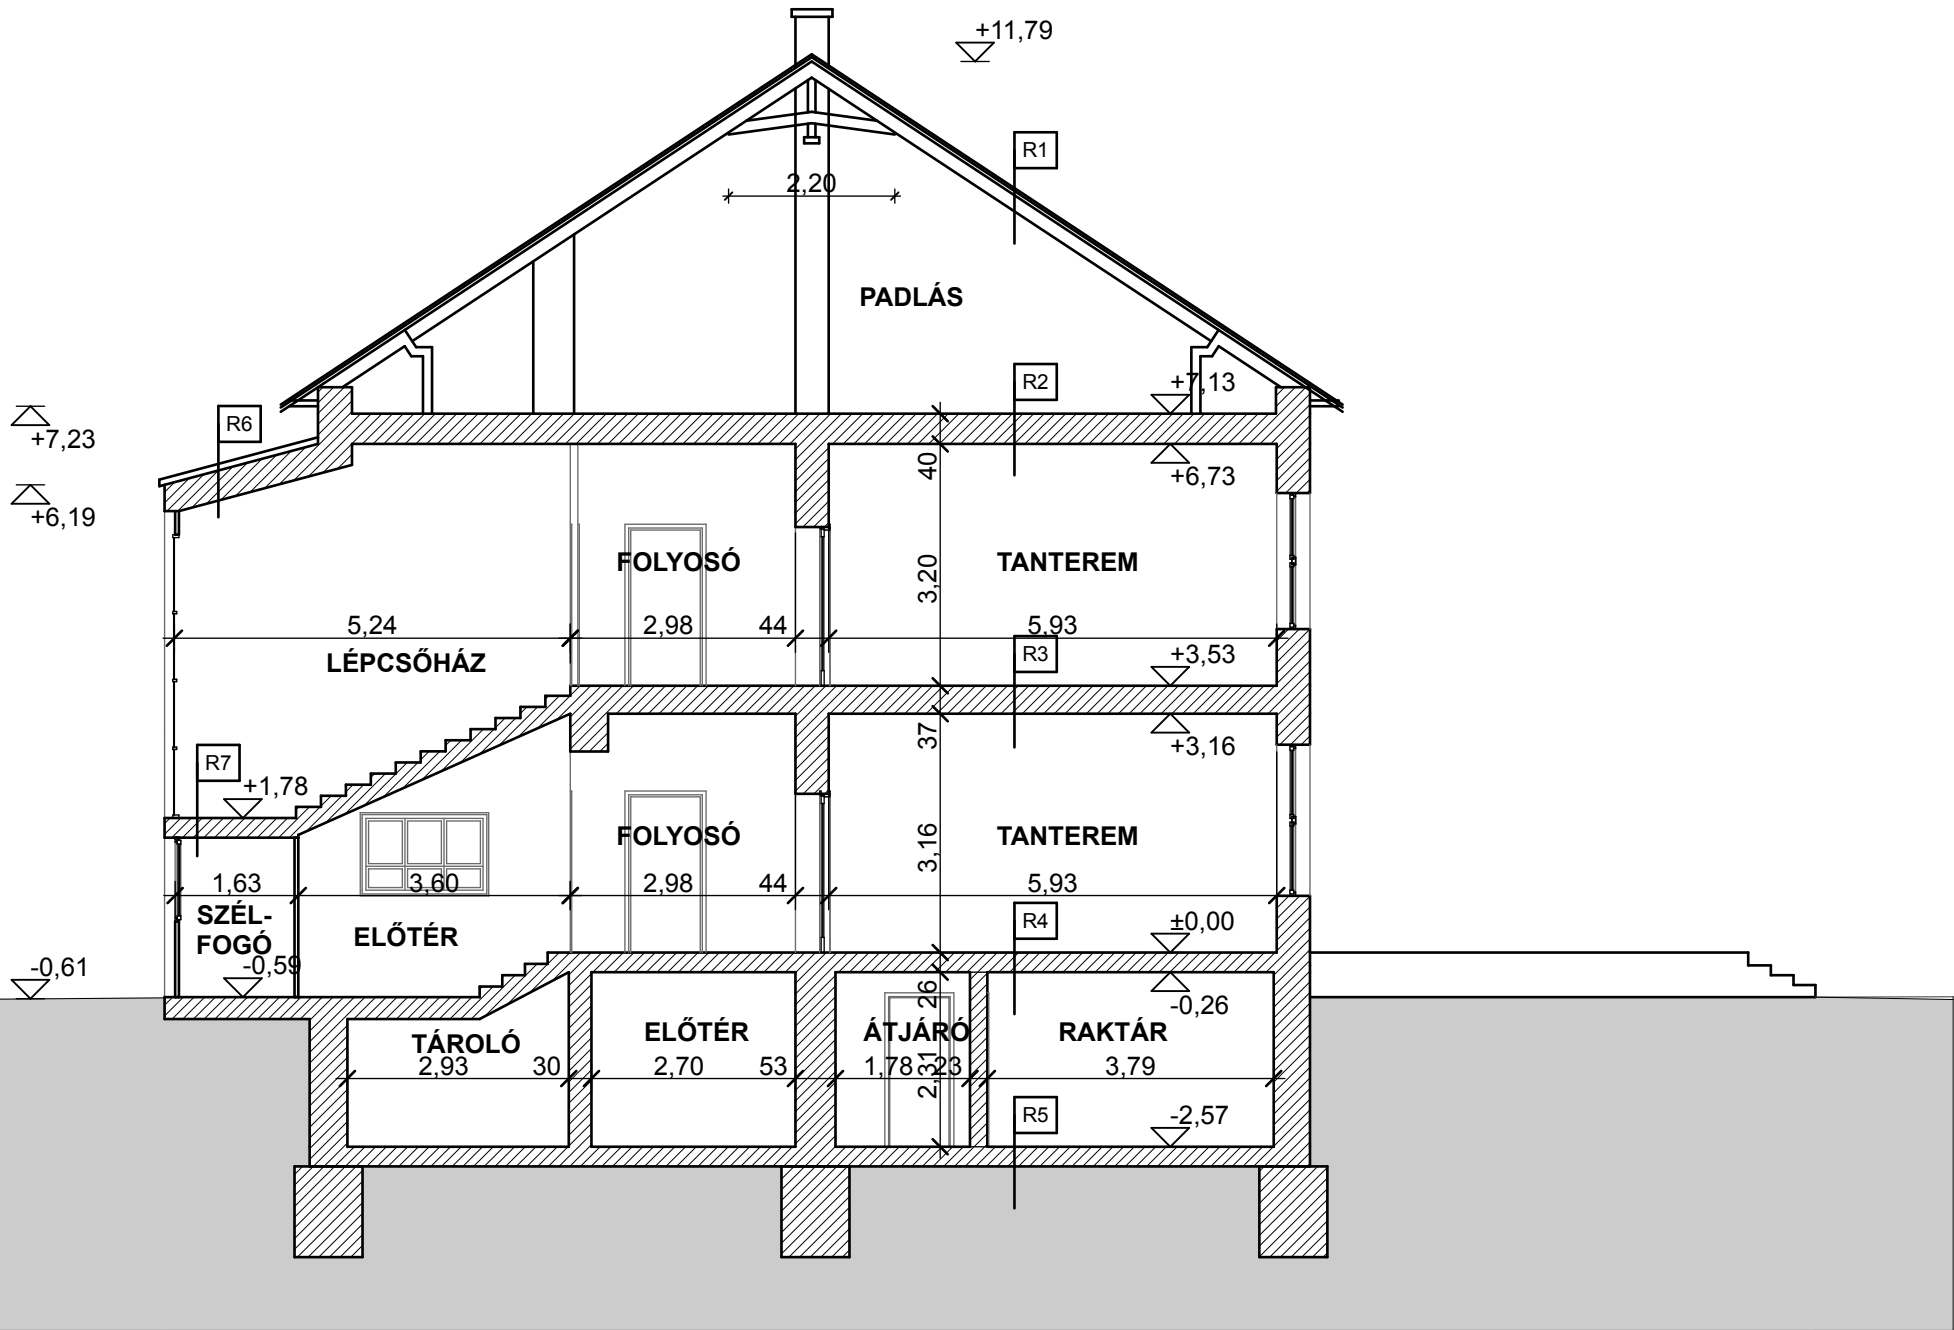 +11,79
R1
2,20
PADLÁS
R2
+7,13
+7,23
R6
40
+6,73
+6,19
FOLYOSÓ
TANTEREM
3,20
5,24
2,98
44
5,93
LÉPCSŐHÁZ
R3
+3,53
37
+3,16
R7
+1,78
FOLYOSÓ
TANTEREM
3,16
1,63
3,60
2,98
44
5,93
SZÉL-
FOGÓ
ELŐTÉR
R4
±0,00
-0,61
-0,59
26
-0,26
TÁROLÓ
ELŐTÉR
ÁTJÁRÓ
RAKTÁR
2,93
30
2,70
53
1,78
2,31
23
3,79
R5
-2,57